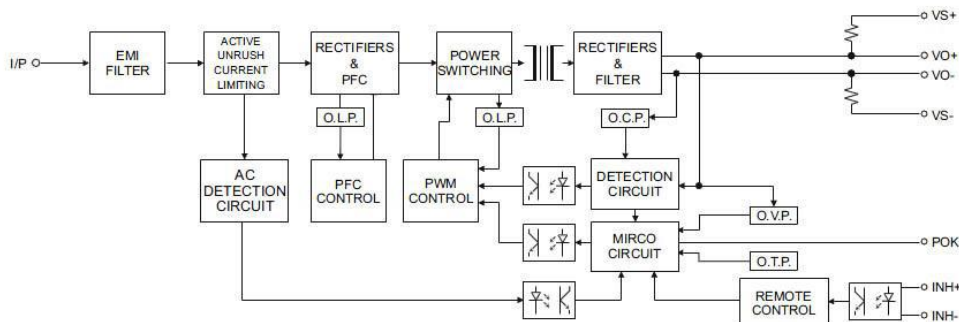 I/P
EMI
FILTER
ACTIVE
UNRUSH
CURRENT
LIMITING
RECTIFIERS
&
PFC
POWER
SWITCHING
RECTIFIERS
&
FILTER
VS+
VO+
VO-
VS-
O.L.P.
O.L.P.
O.C.P.
AC
DETECTION
CIRCUIT
PFC
CONTROL
PWM
CONTROL
DETECTION
CIRCUIT
O.V.P.
MIRCO
CIRCUIT
POK
O.T.P.
REMOTE
CONTROL
INH+
INH-